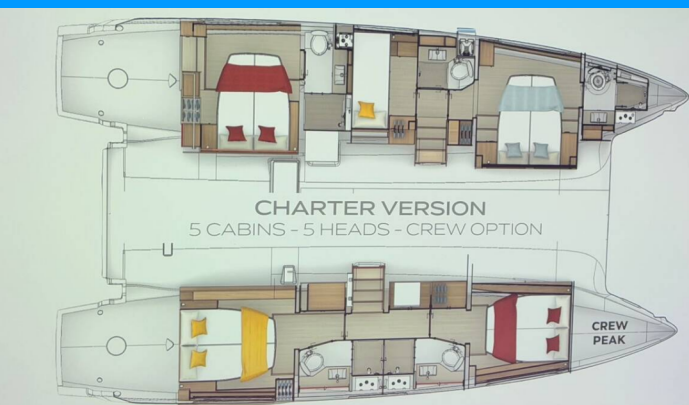 CHARTER VERSION
5 CABINS - 5 HEADS - CREW OPTION
CREW
PEAK